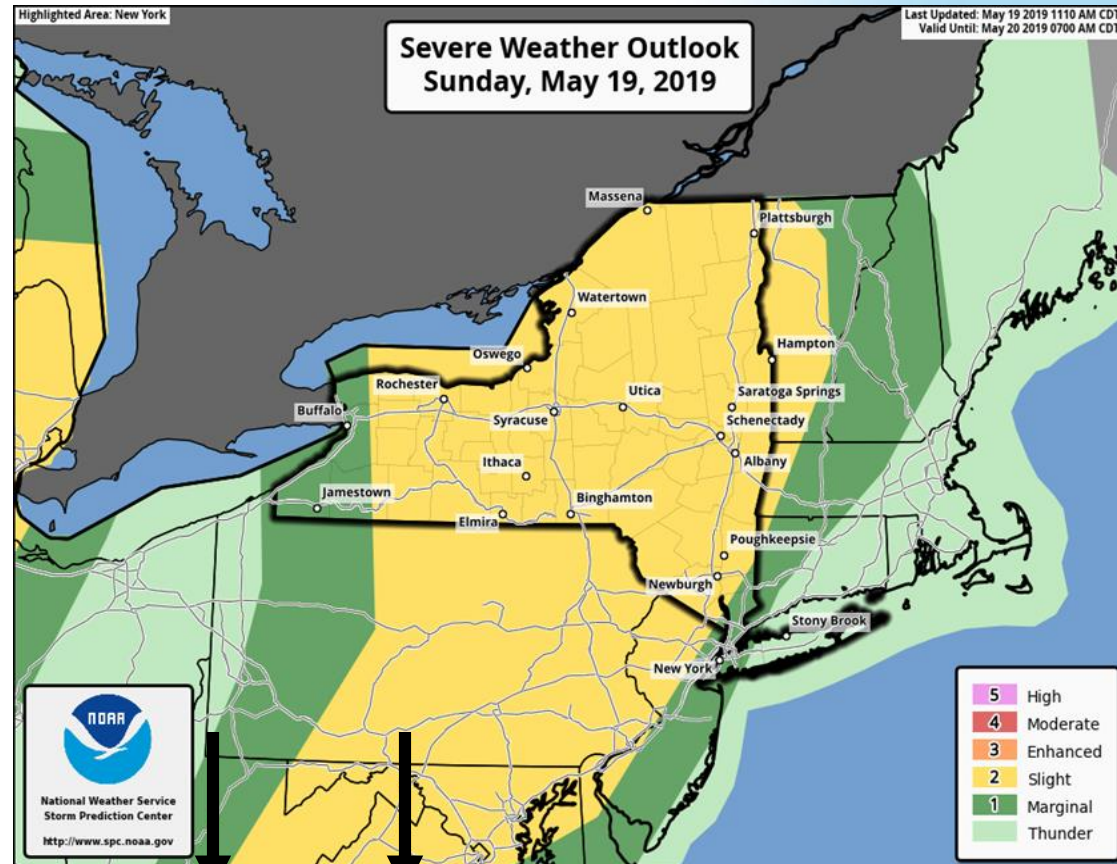 Highlighted Area: New York
Last Updated: May 19 2019 1110 AM CDT
Valid Until: May 20 2019 0700 AM CDT
Severe Weather Outlook
Sunday, May 19, 2019
Massena
Plattsburgh
Watertown
Oswego
Hampton
Rochester
Utica
Saratoga Springs
Buffalo
Syracuse
Schenectady
Ithaca
Albany
Jamestown
Binghamton
Elmira
Poughkeepsie
Newburgh
Stony Brook
New York
NOAA
National Weather Service
Storm Prediction Center
http://www.spc.noaa.gov
5 High
4 Moderate
3 Enhanced
2 Slight
1 Marginal
Thunder